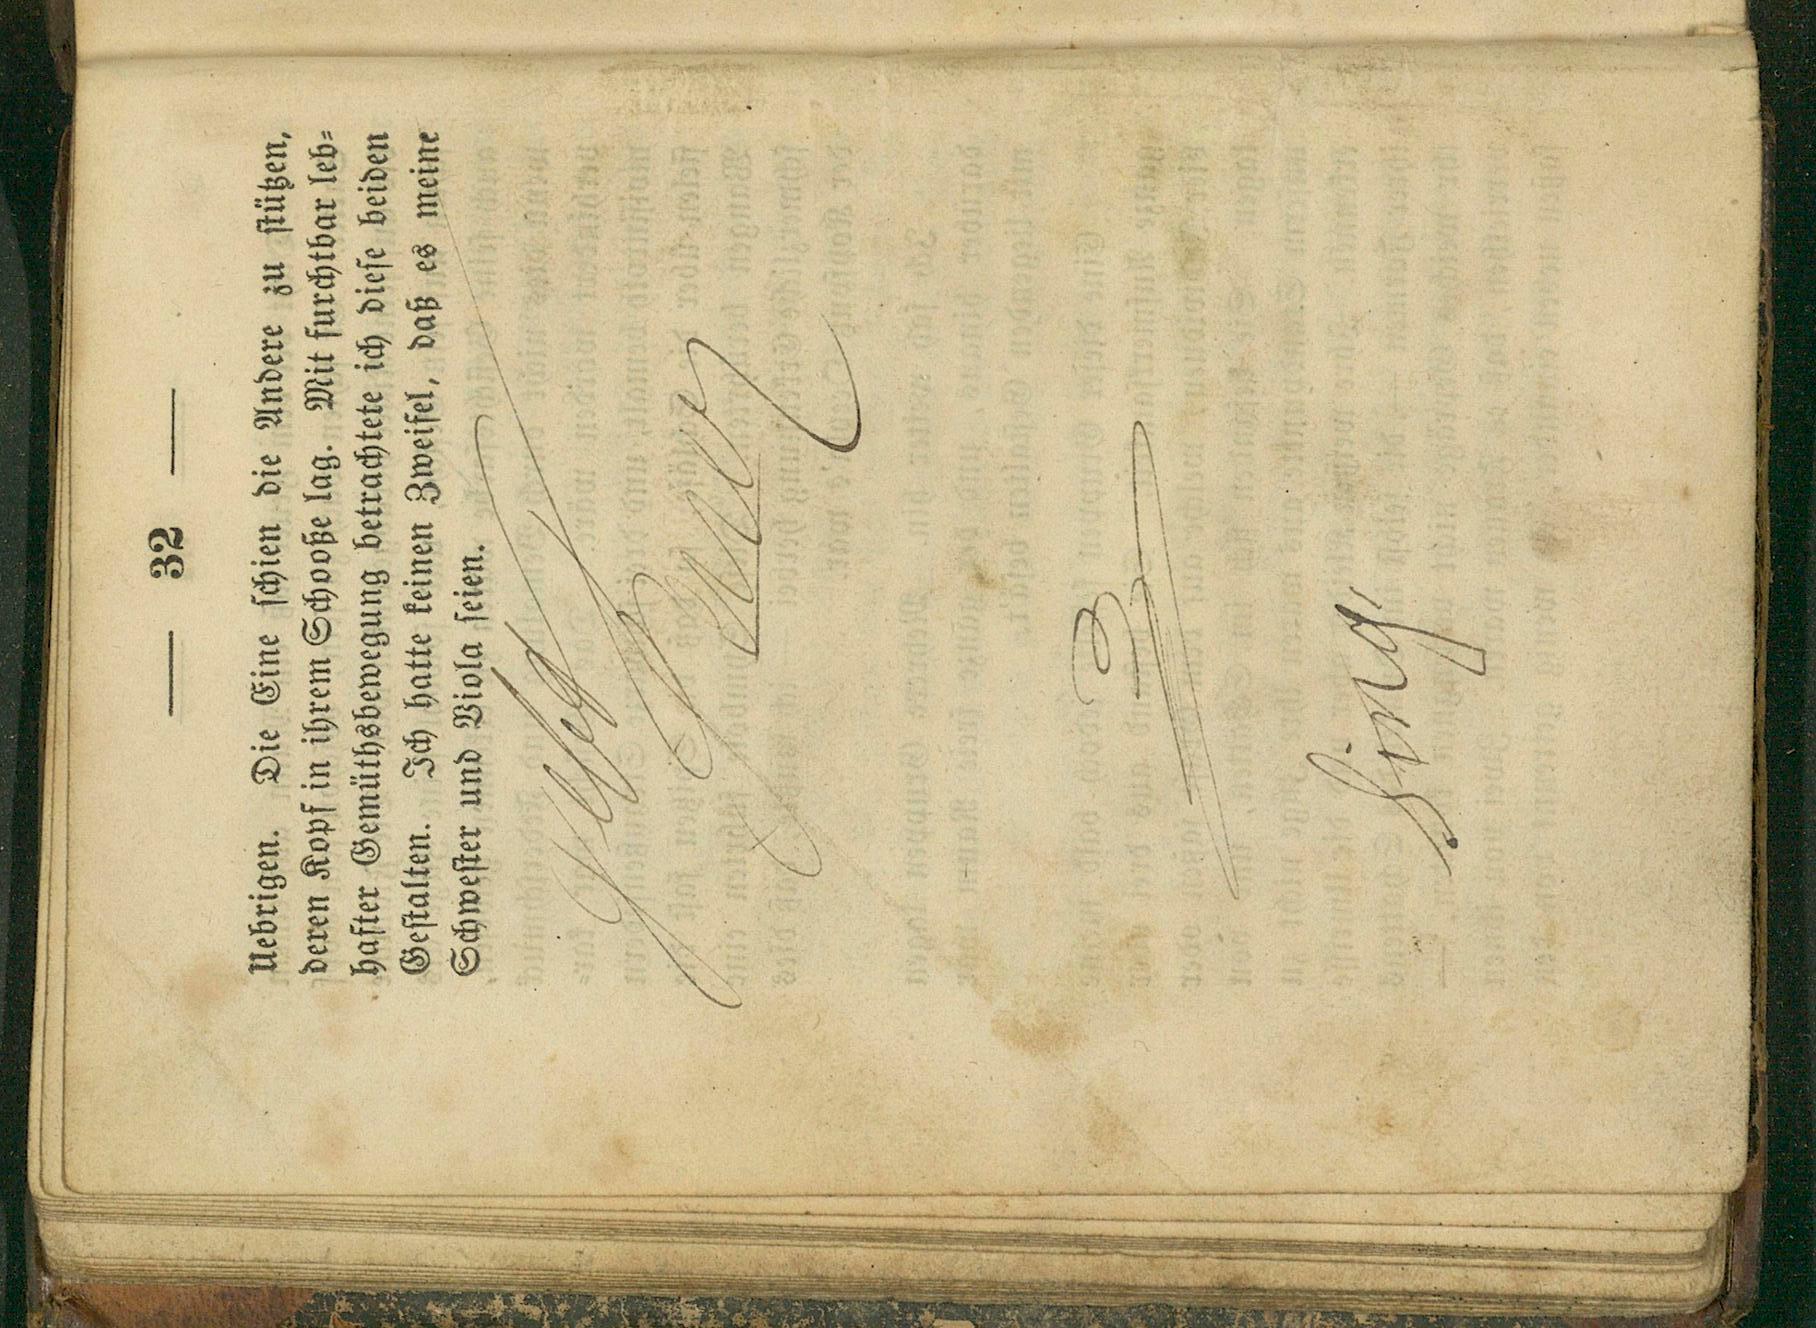 — 32 —
Uebrigen. Die Eine schien die Andere zu stützen,
deren Kopf in ihrem Schooße lag. Mit furchtbar leb-
hafter Gemüthsbewegung betrachtete ich diese beiden
Gestalten. Ich hatte keinen Zweifel, daß es meine
Schwester und Viola seien.